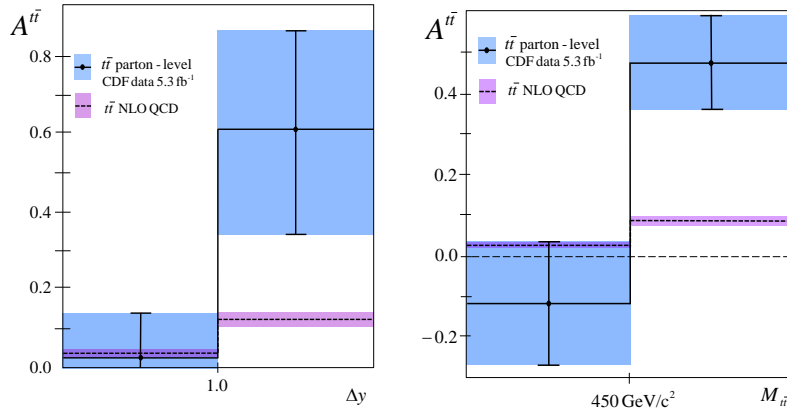 A^{tt̄}
0.8
0.6
0.4
0.2
0.0
tt̄ parton - level
CDF data 5.3 fb⁻¹
tt̄ NLO QCD
1.0
Δy
A^{tt̄}
0.4
0.2
0.0
−0.2
tt̄ parton - level
CDF data 5.3 fb⁻¹
tt̄ NLO QCD
450 GeV/c²
M_{tt̄}